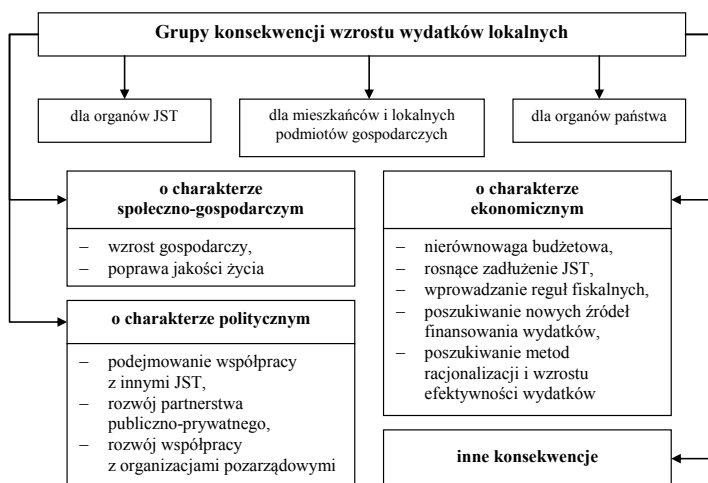 Grupy konsekwencji wzrostu wydatków lokalnych
dla organów JST
dla mieszkańców i lokalnych
podmiotów gospodarczych
dla organów państwa
o charakterze
społeczno-gospodarczym
– wzrost gospodarczy,
– poprawa jakości życia
o charakterze politycznym
– podejmowanie współpracy
z innymi JST,
– rozwój partnerstwa
publiczno-prywatnego,
– rozwój współpracy
z organizacjami pozarządowymi
o charakterze
ekonomicznym
– nierównowaga budżetowa,
– rosnące zadłużenie JST,
– wprowadzanie reguł fiskalnych,
– poszukiwanie nowych źródeł
finansowania wydatków,
– poszukiwanie metod
racjonalizacji i wzrostu
efektywności wydatków
inne konsekwencje